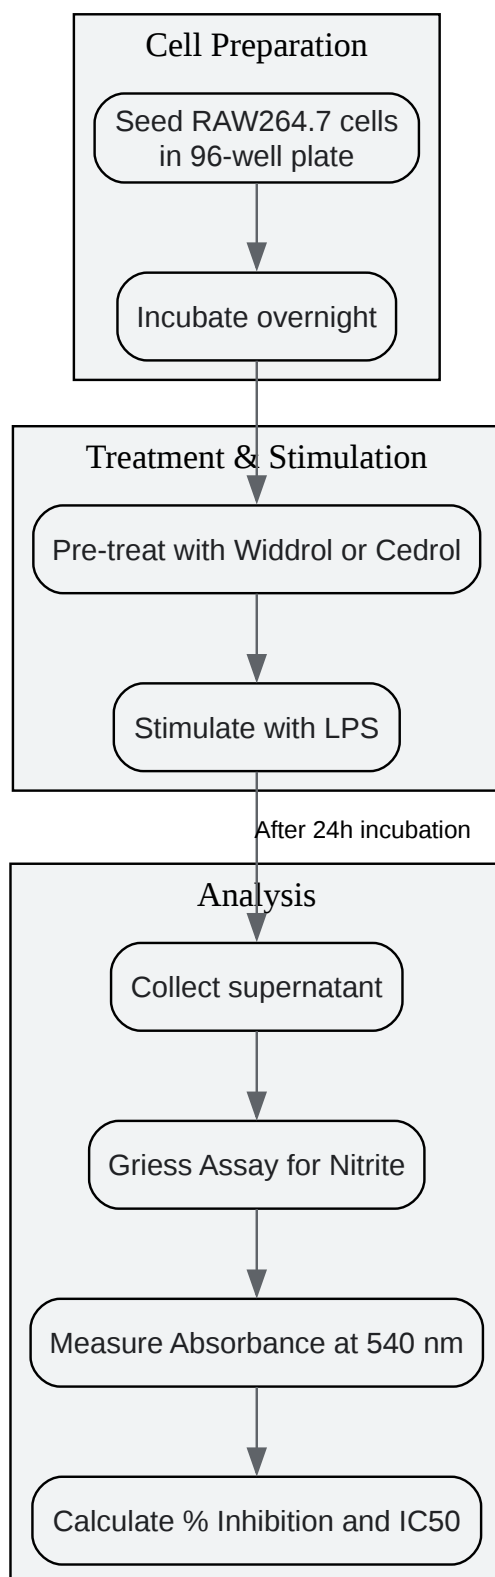 Cell Preparation
Seed RAW264.7 cells
in 96-well plate
Incubate overnight
Treatment & Stimulation
Pre-treat with Widdrol or Cedrol
Stimulate with LPS
After 24h incubation
Analysis
Collect supernatant
Griess Assay for Nitrite
Measure Absorbance at 540 nm
Calculate % Inhibition and IC50